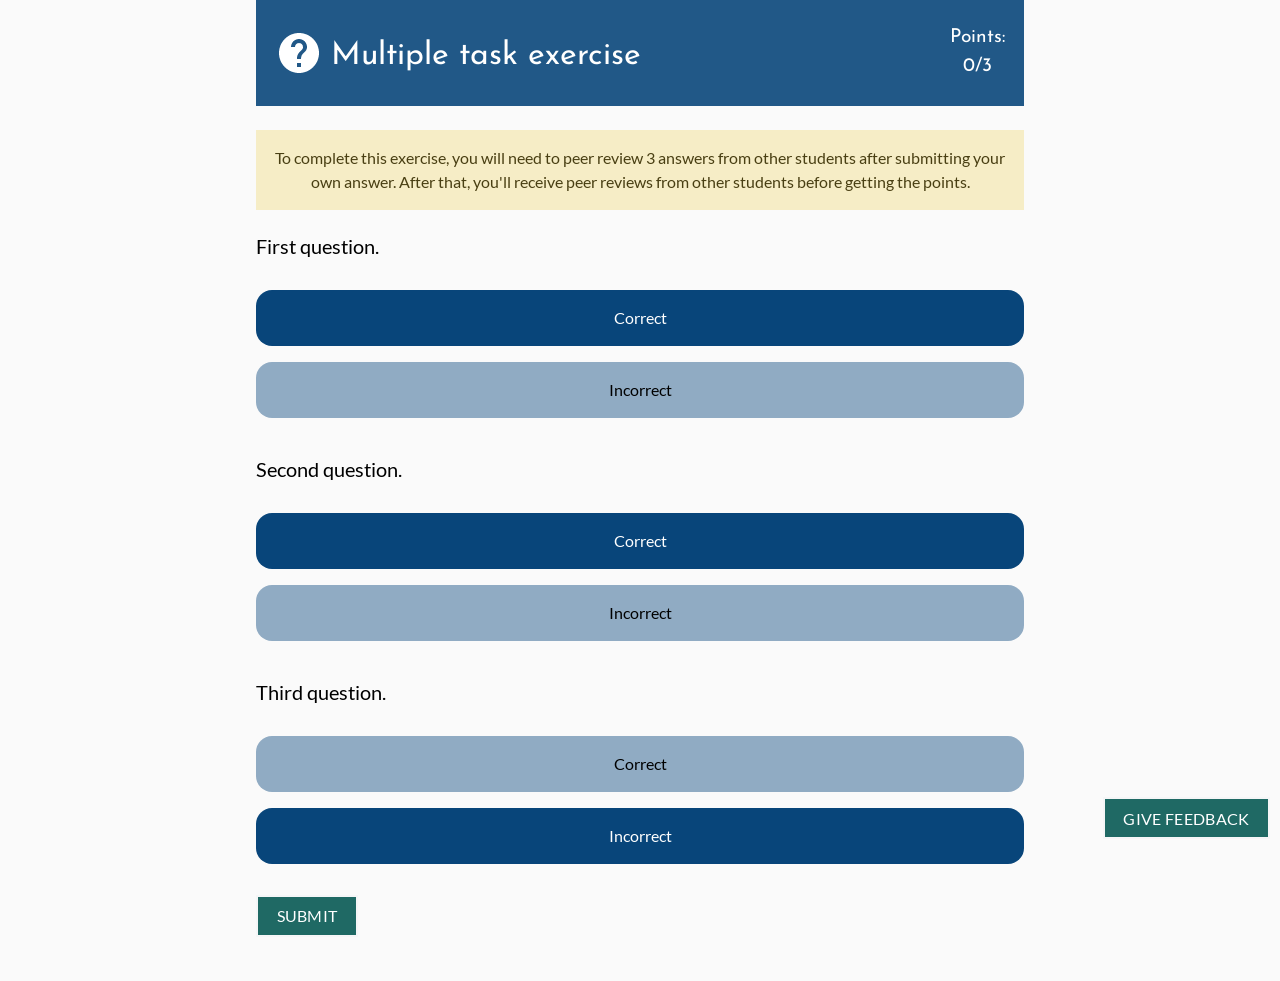 Multiple task exercise
Points:
0/3
To complete this exercise, you will need to peer review 3 answers from other students after submitting your
own answer. After that, you'll receive peer reviews from other students before getting the points.
First question.
Correct
Incorrect
Second question.
Correct
Incorrect
Third question.
Correct
Incorrect
GIVE FEEDBACK
SUBMIT